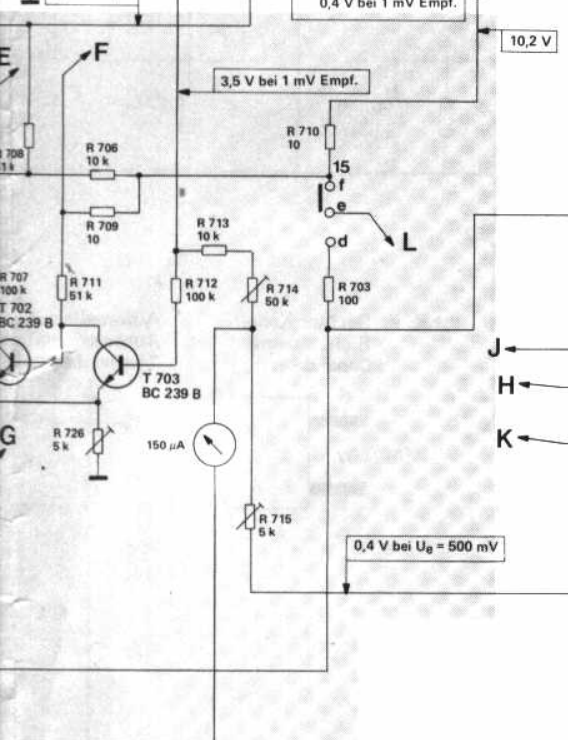 0,4 V bei 1 mV Empf.
10,2 V
E
F
3,5 V bei 1 mV Empf.
R 710
10
R 706
10 k
708
1 k
15
f
e
d
R 709
10
R 713
10 k
L
R 707
100 k
R 711
51 k
R 712
100 k
R 714
50 k
R 703
100
T 702
BC 239 B
T 703
BC 239 B
J
H
K
G
R 726
5 k
150 µA
R 715
5 k
0,4 V bei Ue = 500 mV